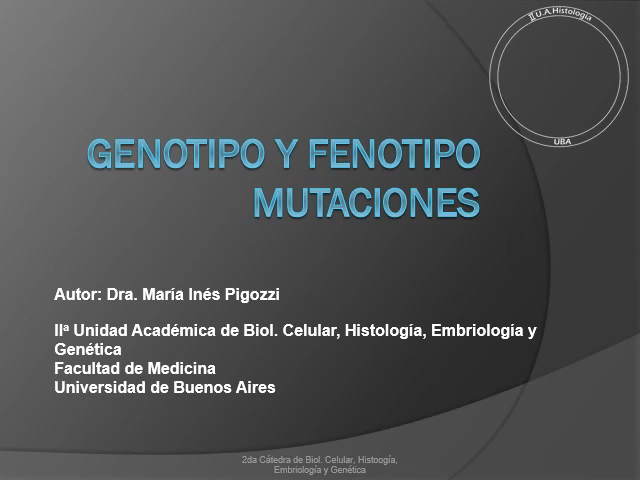 II U.A.Histología
UBA
GENOTIPO Y FENOTIPO
MUTACIONES
Autor: Dra. María Inés Pigozzi
IIª Unidad Académica de Biol. Celular, Histología, Embriología y
Genética
Facultad de Medicina
Universidad de Buenos Aires
2da Cátedra de Biol. Celular, Histoogía,
Embriología y Genética